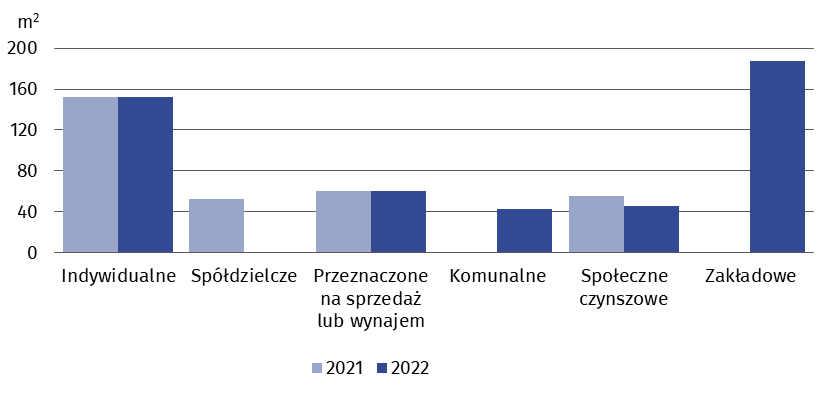 m²
200
160
120
80
40
0
Indywidualne
Spółdzielcze
Przeznaczone
na sprzedaż
lub wynajem
Komunalne
Społeczne
czynszowe
Zakładowe
2021 2022